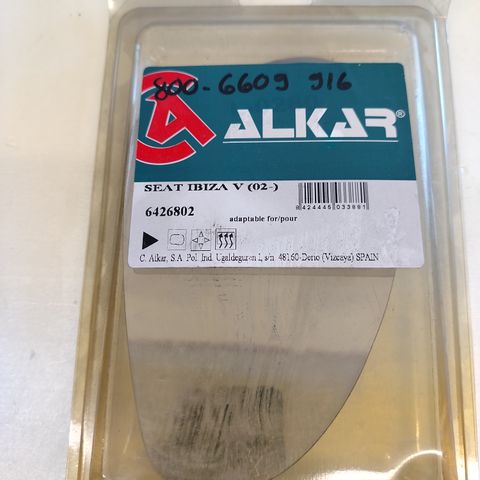 800-6609 916
ALKAR®
SEAT IBIZA V (02-)
6426802
8 424445 033881
adaptable for/pour
C. Alkar, S.A. Pol. Ind. Ugaldeguren I, s/n 48160-Derio (Vizcaya) SPAIN